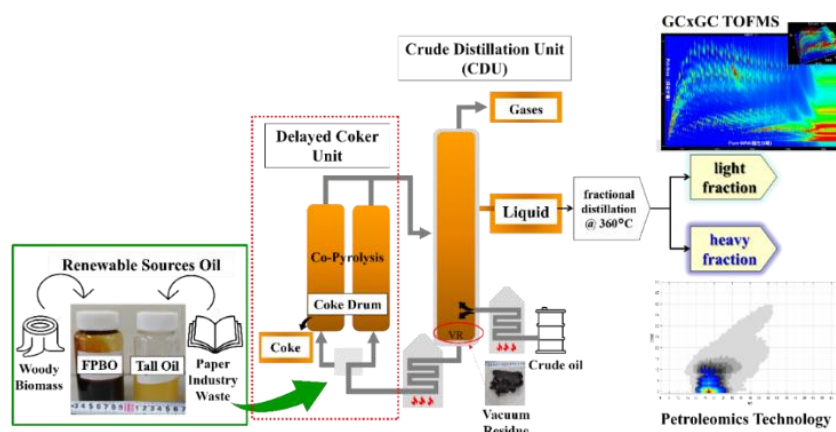 GCxGC TOFMS
Crude Distillation Unit
(CDU)
Gases
Delayed Coker
Unit
light
fraction
Liquid
fractional
distillation
@ 360°C
heavy
fraction
Co-Pyrolysis
Renewable Sources Oil
Coke Drum
Coke
VR
FPBO
Tall Oil
Woody
Biomass
Paper
Industry
Waste
Crude oil
Vacuum
Residue
Petroleomics Technology